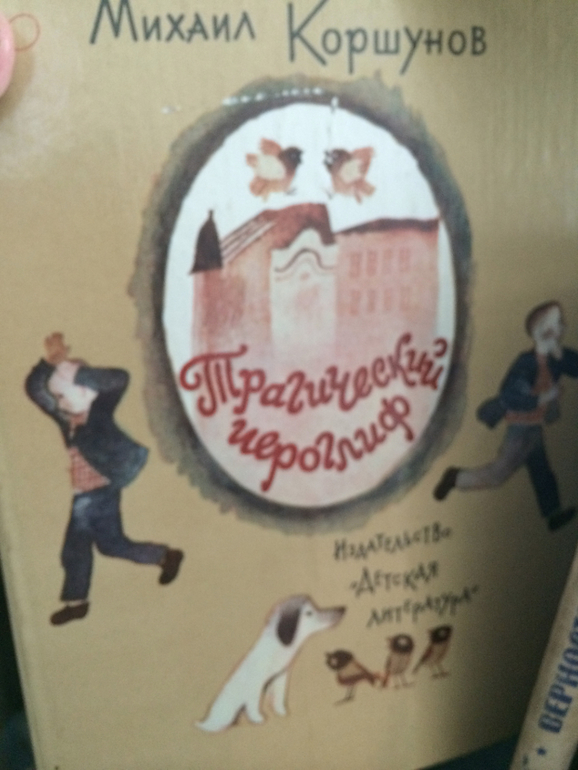 Михаил Коршунов
Трагический
иероглиф
Издательство
"Детская
литература"